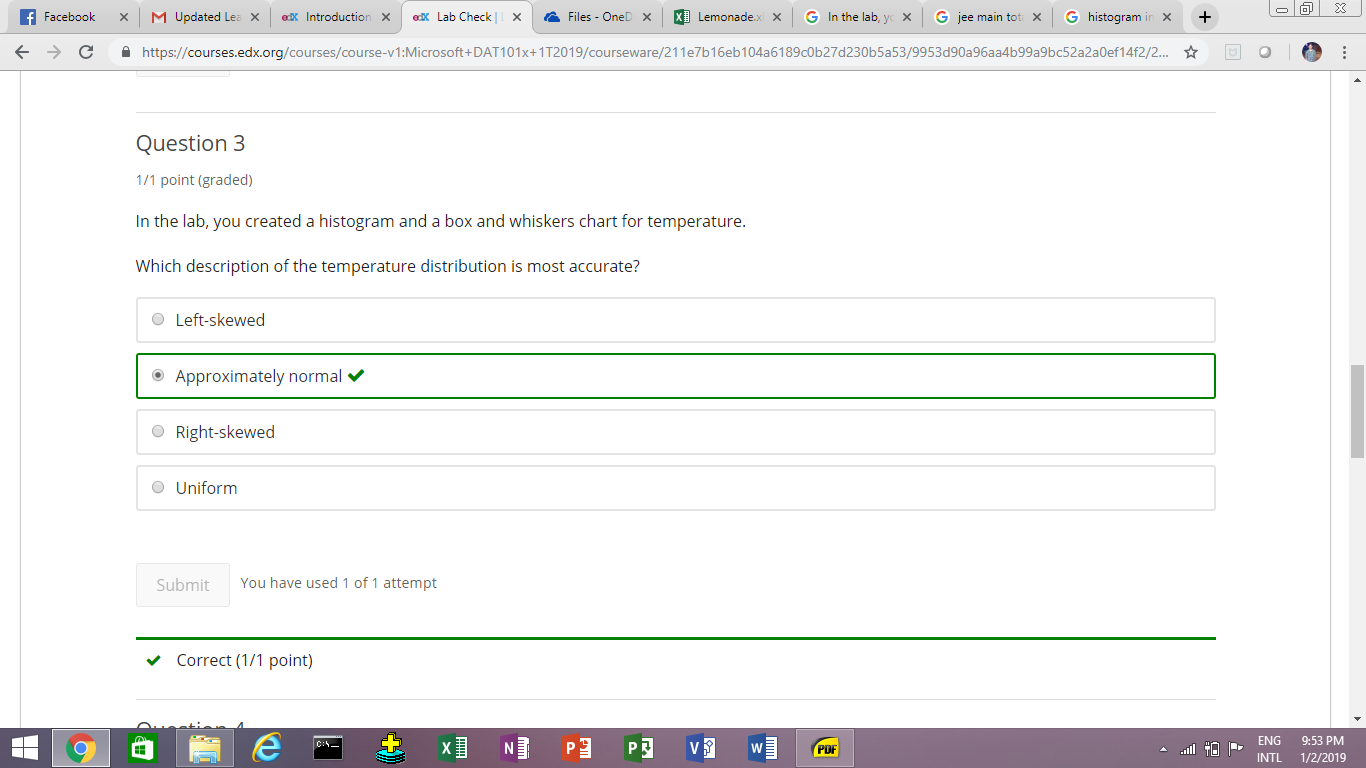 Facebook
Updated Lea
edX Introduction
edX Lab Check |
Files - OneD
Lemonade.x
In the lab, yo
jee main tot
histogram in
https://courses.edx.org/courses/course-v1:Microsoft+DAT101x+1T2019/courseware/211e7b16eb104a6189c0b27d230b5a53/9953d90a96aa4b99a9bc52a2a0ef14f2/2...
Question 3
1/1 point (graded)
In the lab, you created a histogram and a box and whiskers chart for temperature.
Which description of the temperature distribution is most accurate?
Left-skewed
Approximately normal
Right-skewed
Uniform
Submit
You have used 1 of 1 attempt
Correct (1/1 point)
Question 4
C:\
PDF
ENG
INTL
9:53 PM
1/2/2019